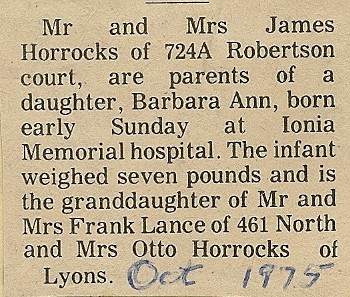 Mr and Mrs James
Horrocks of 724A Robertson
court, are parents of a
daughter, Barbara Ann, born
early Sunday at Ionia
Memorial hospital. The infant
weighed seven pounds and is
the granddaughter of Mr and
Mrs Frank Lance of 461 North
and Mrs Otto Horrocks of
Lyons. Oct 1975